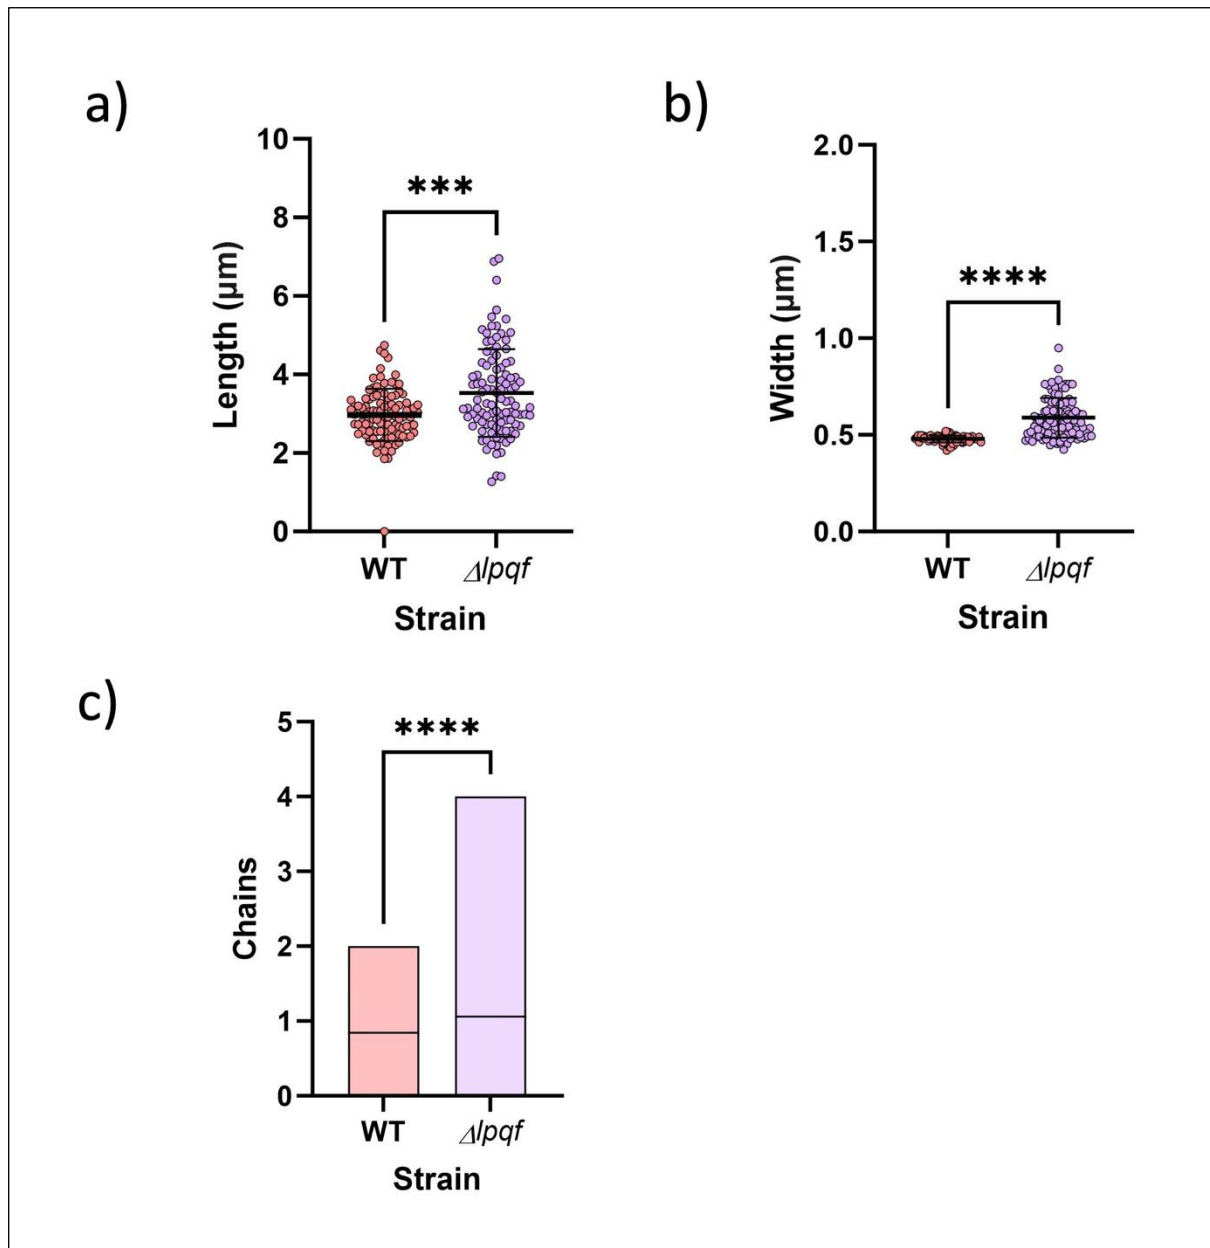 a)
10
8
6
4
2
0
Length (μm)
***
WT
Δlpqf
Strain
b)
2.0
1.5
1.0
0.5
0.0
Width (μm)
****
WT
Δlpqf
Strain
c)
5
4
3
2
1
0
Chains
****
WT
Δlpqf
Strain